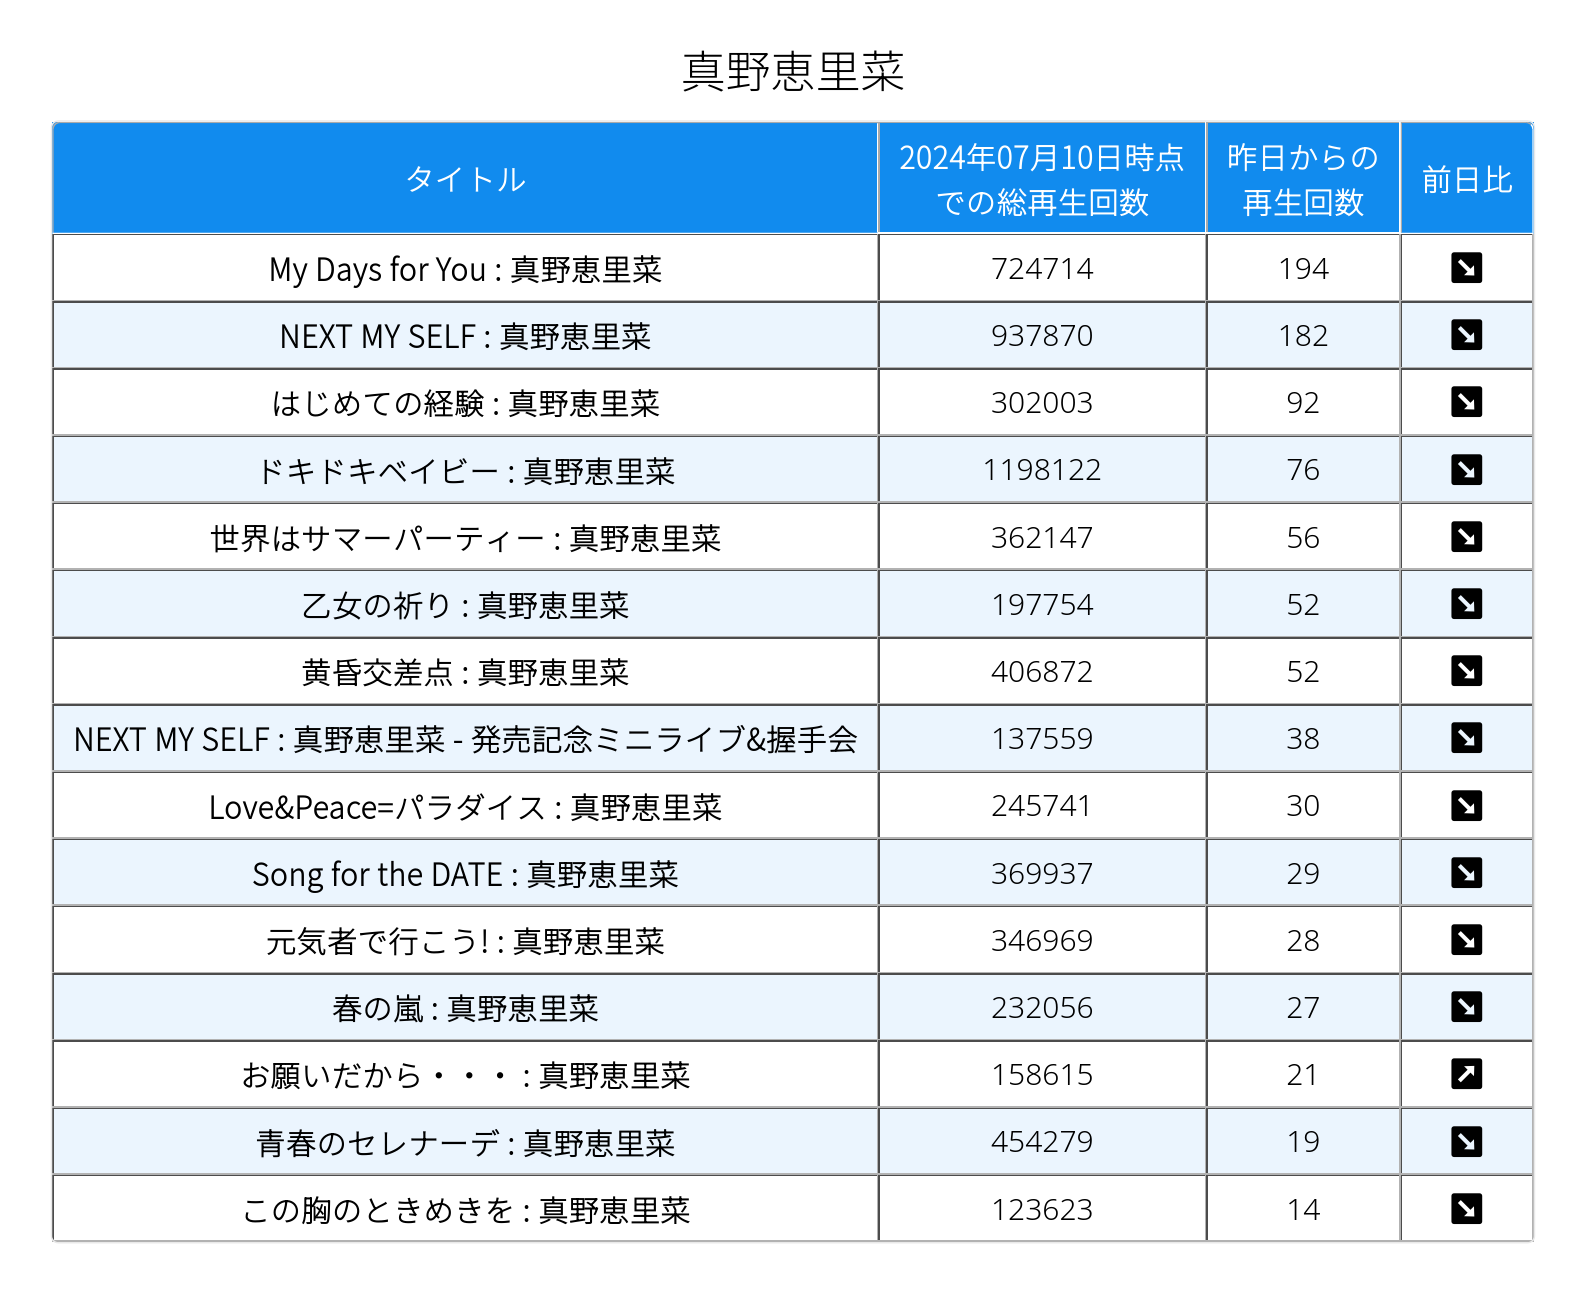 真野恵里菜
タイトル 2024年07月10日時点での総再生回数 昨日からの再生回数 前日比
My Days for You : 真野恵里菜 724714 194 ↘
NEXT MY SELF : 真野恵里菜 937870 182 ↘
はじめての経験 : 真野恵里菜 302003 92 ↘
ドキドキベイビー : 真野恵里菜 1198122 76 ↘
世界はサマーパーティー : 真野恵里菜 362147 56 ↘
乙女の祈り : 真野恵里菜 197754 52 ↘
黄昏交差点 : 真野恵里菜 406872 52 ↘
NEXT MY SELF : 真野恵里菜 - 発売記念ミニライブ&握手会 137559 38 ↘
Love&Peace=パラダイス : 真野恵里菜 245741 30 ↘
Song for the DATE : 真野恵里菜 369937 29 ↘
元気者で行こう! : 真野恵里菜 346969 28 ↘
春の嵐 : 真野恵里菜 232056 27 ↘
お願いだから・・・ : 真野恵里菜 158615 21 ↗
青春のセレナーデ : 真野恵里菜 454279 19 ↘
この胸のときめきを : 真野恵里菜 123623 14 ↘